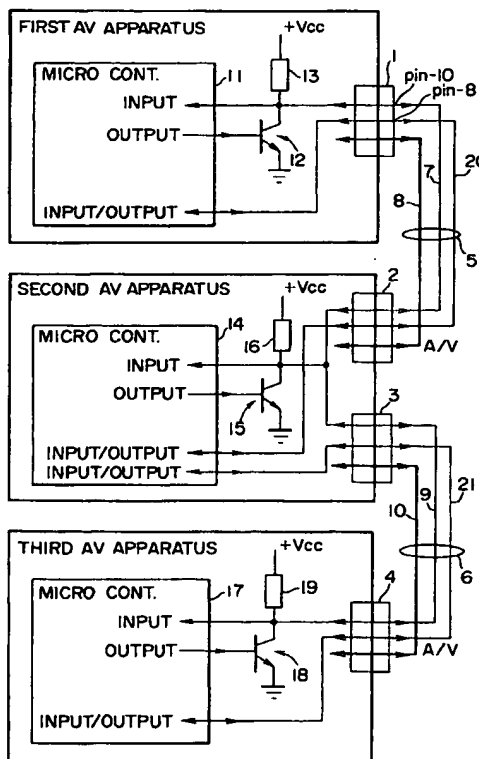 FIRST AV APPARATUS
+Vcc
MICRO CONT.
11
13
1
INPUT
pin-10
pin-8
OUTPUT
12
20
7
8
INPUT/OUTPUT
5
SECOND AV APPARATUS
+Vcc
2
MICRO CONT.
14
16
INPUT
A/V
OUTPUT
3
15
INPUT/OUTPUT
INPUT/OUTPUT
21
10
9
THIRD AV APPARATUS
+Vcc
6
MICRO CONT.
17
19
4
INPUT
A/V
OUTPUT
18
INPUT/OUTPUT